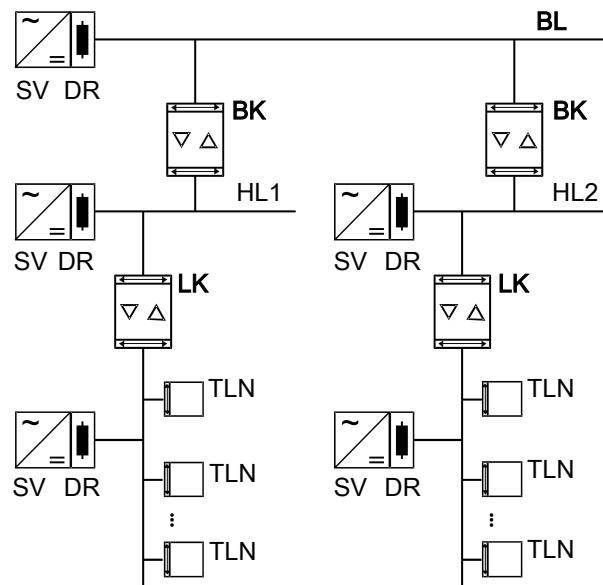 BL
SV DR
BK
BK
HL1
HL2
SV DR
SV DR
LK
LK
TLN
TLN
SV DR
TLN
SV DR
TLN
TLN
TLN